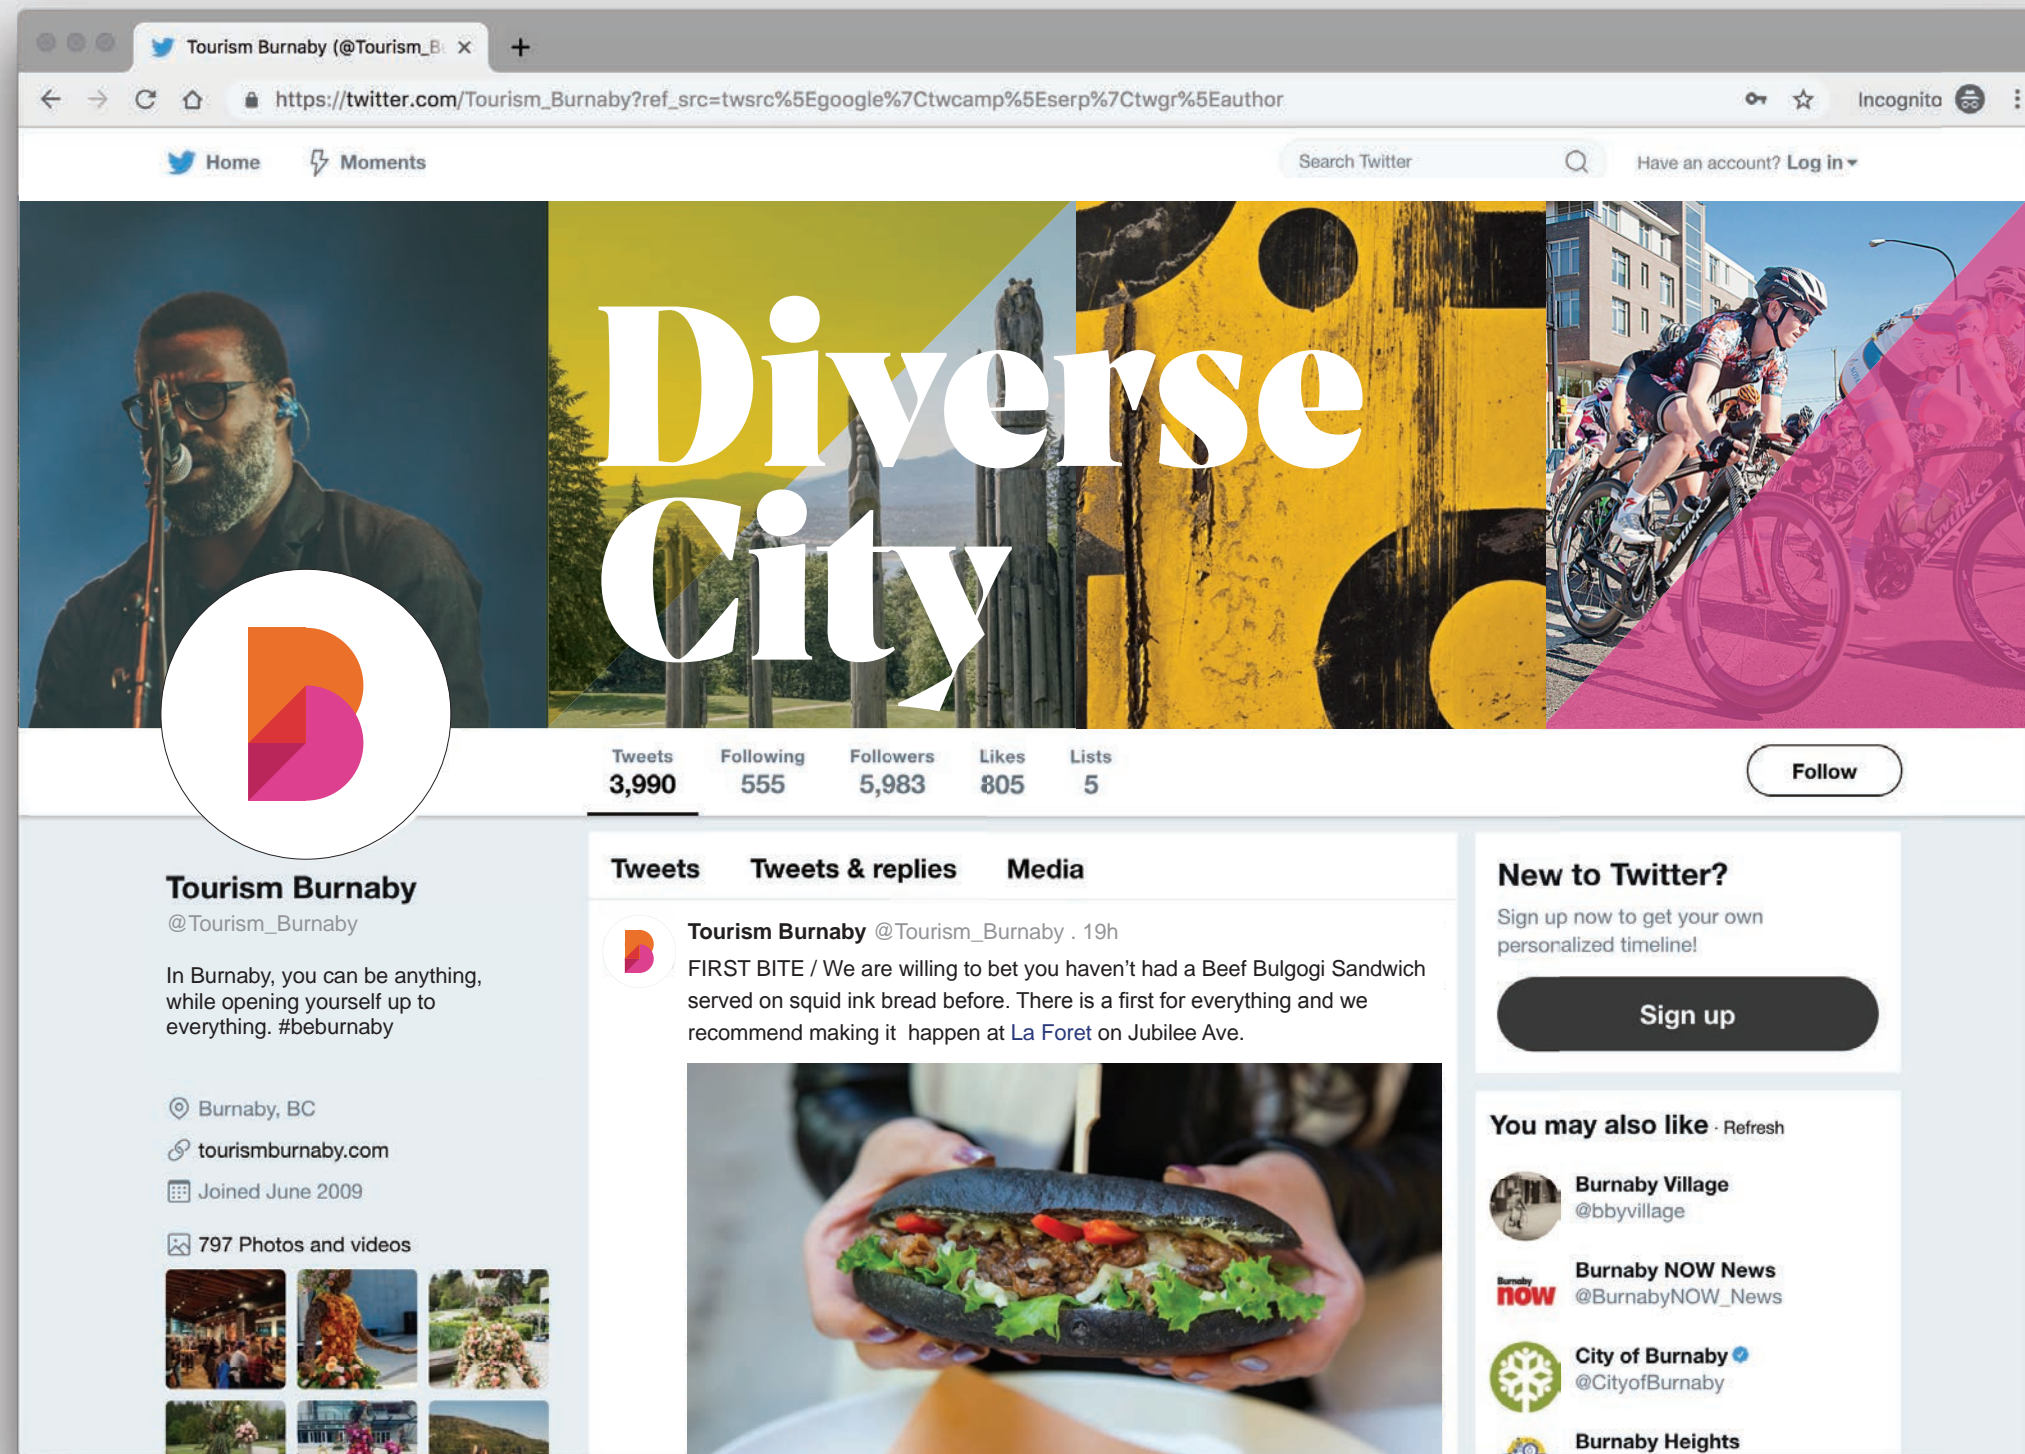 Tourism Burnaby (@Tourism_B
https://twitter.com/Tourism_Burnaby?ref_src=twsrc%5Egoogle%7Ctwcamp%5Eserp%7Ctwgr%5Eauthor
Incognito
Home
Moments
Search Twitter
Have an account? Log in
Diverse
City
Tweets
3,990
Following
555
Followers
5,983
Likes
805
Lists
5
Follow
Tourism Burnaby
@Tourism_Burnaby
In Burnaby, you can be anything,
while opening yourself up to
everything. #beburnaby
Burnaby, BC
tourismburnaby.com
Joined June 2009
797 Photos and videos
Tweets
Tweets & replies
Media
Tourism Burnaby @Tourism_Burnaby . 19h
FIRST BITE / We are willing to bet you haven't had a Beef Bulgogi Sandwich
served on squid ink bread before. There is a first for everything and we
recommend making it happen at La Foret on Jubilee Ave.
New to Twitter?
Sign up now to get your own
personalized timeline!
Sign up
You may also like · Refresh
Burnaby Village
@bbyvillage
Burnaby
now
Burnaby NOW News
@BurnabyNOW_News
City of Burnaby
@CityofBurnaby
Burnaby Heights